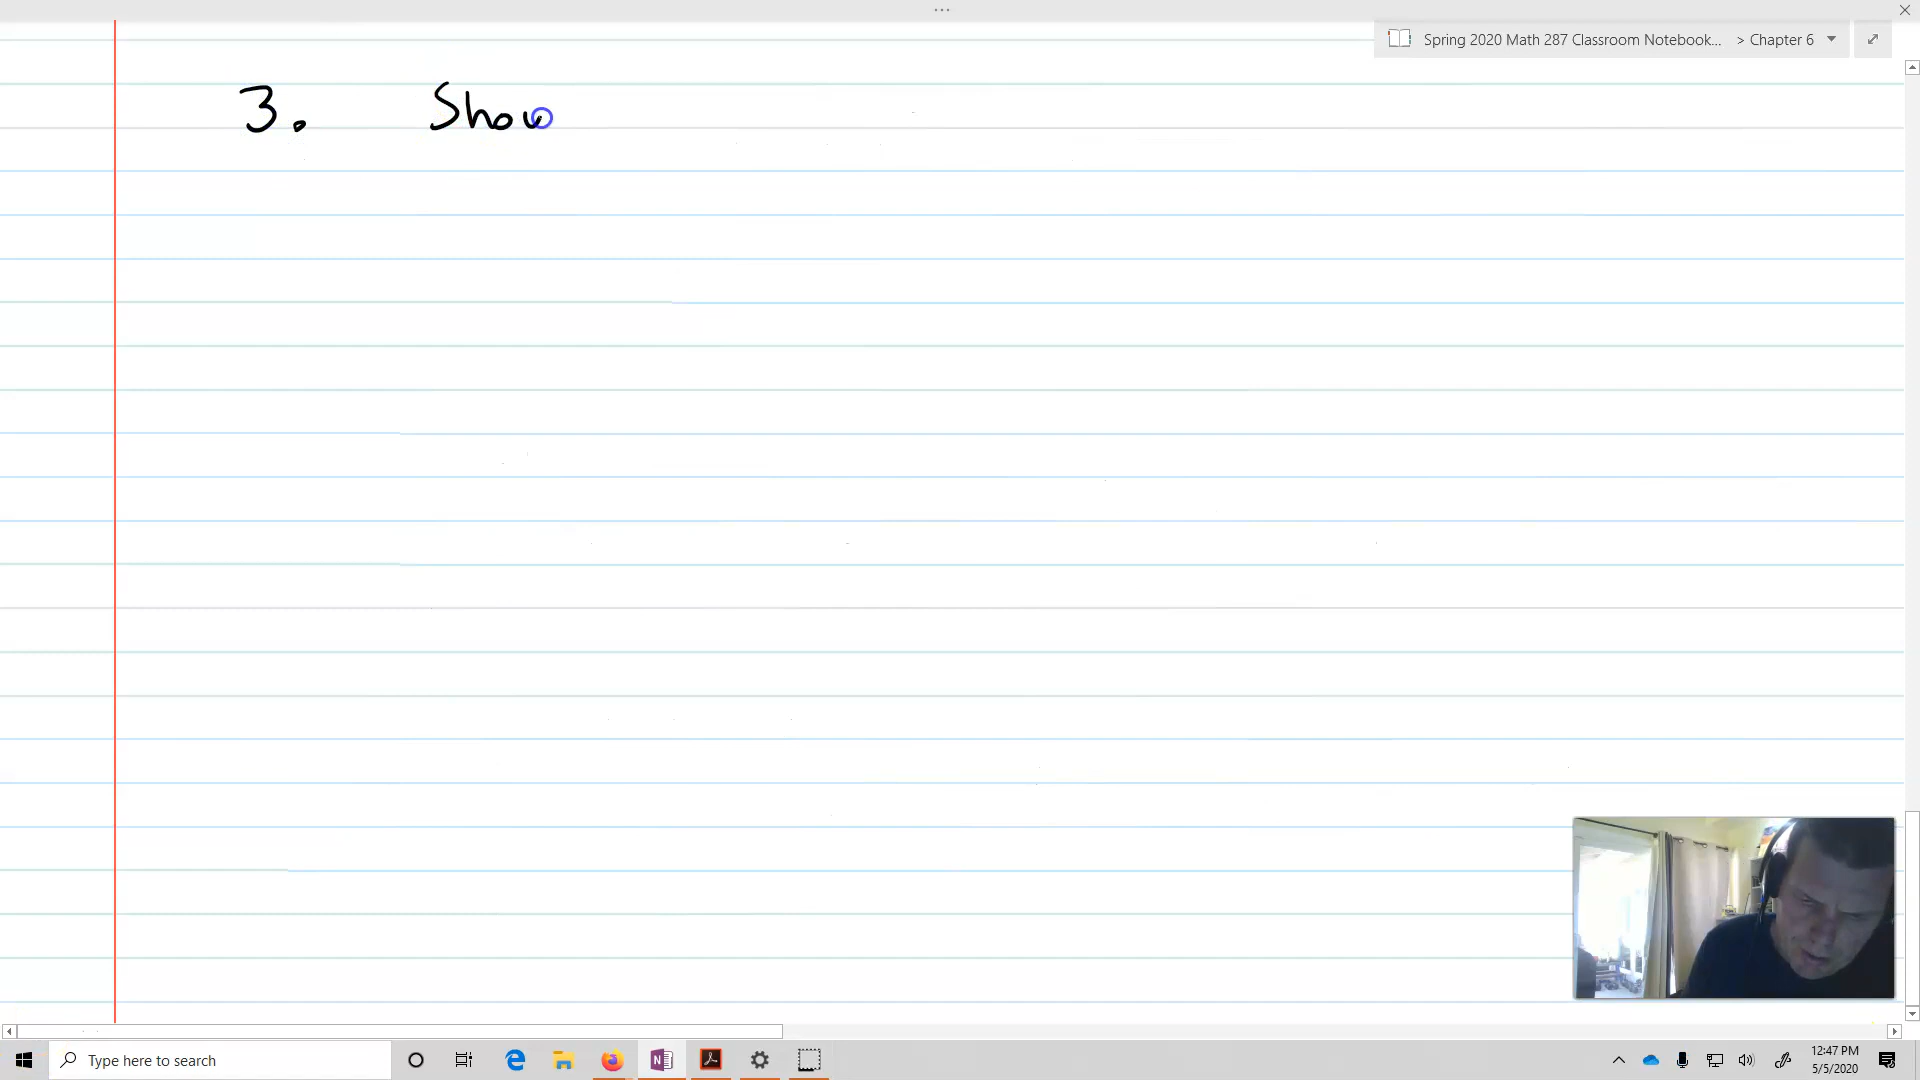 Spring 2020 Math 287 Classroom Notebook... > Chapter 6
3. Show
Type here to search
12:47 PM
5/5/2020